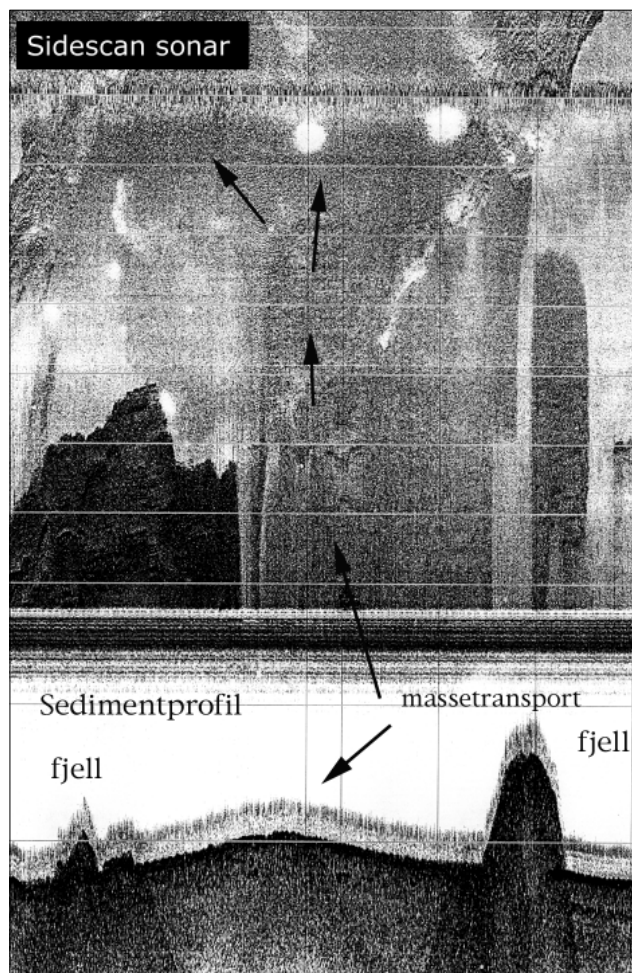 Sidescan sonar
Sedimentprofil
massetransport
fjell
fjell